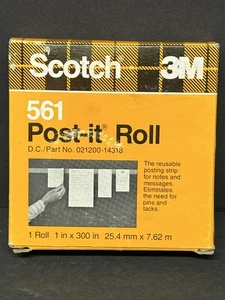 Scotch 3M
561
Post-it® Roll
D.C./Part No. 021200-14318
The reusable
posting strip
for notes and
messages.
Eliminates
the need for
pins and
tacks.
1 Roll 1 in x 300 in 25.4 mm x 7.62 m